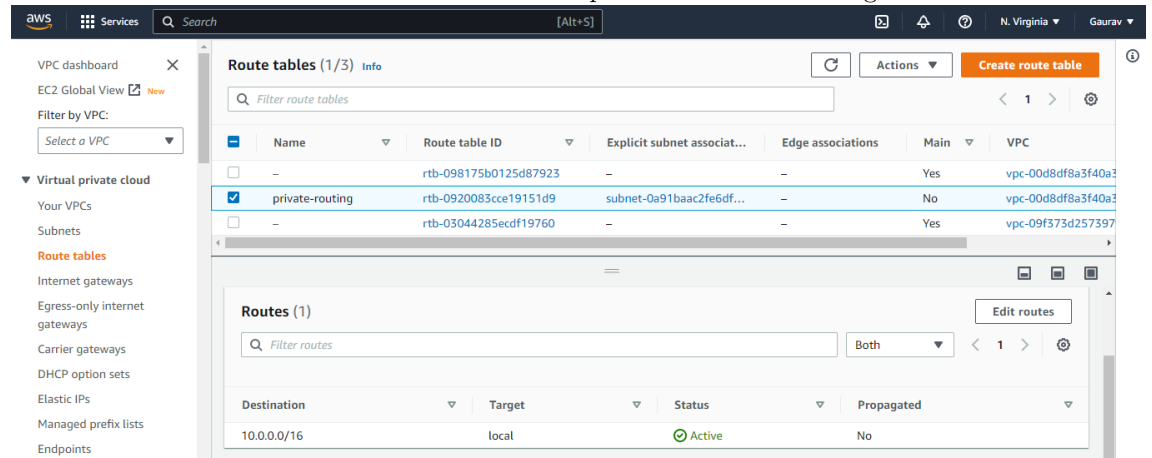 aws Services Search [Alt+S] N. Virginia Gaurav
VPC dashboard
EC2 Global View New
Filter by VPC:
Select a VPC
Virtual private cloud
Your VPCs
Subnets
Route tables
Internet gateways
Egress-only internet
gateways
Carrier gateways
DHCP option sets
Elastic IPs
Managed prefix lists
Endpoints
Route tables (1/3) Info Actions Create route table
Filter route tables 1
Name Route table ID Explicit subnet associat... Edge associations Main VPC
– rtb-098175b0125d87923 – – Yes vpc-00d8df8a3f40a3
private-routing rtb-0920083cce19151d9 subnet-0a91baac2fe6df... – No vpc-00d8df8a3f40a3
– rtb-03044285ecdf19760 – – Yes vpc-09f373d257397
Routes (1) Edit routes
Filter routes Both 1
Destination Target Status Propagated
10.0.0.0/16 local Active No